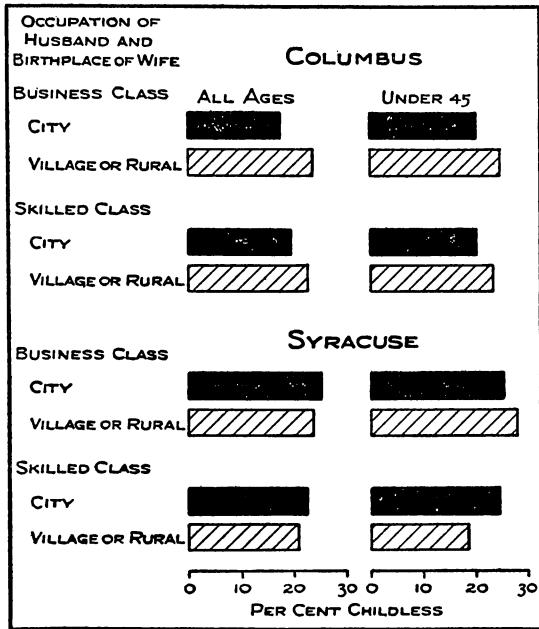 OCCUPATION OF
HUSBAND AND
BIRTHPLACE OF WIFE
COLUMBUS
BUSINESS CLASS
ALL AGES
UNDER 45
CITY
VILLAGE OR RURAL
SKILLED CLASS
CITY
VILLAGE OR RURAL
SYRACUSE
BUSINESS CLASS
CITY
VILLAGE OR RURAL
SKILLED CLASS
CITY
VILLAGE OR RURAL
0 10 20 30 0 10 20 30
PER CENT CHILDLESS